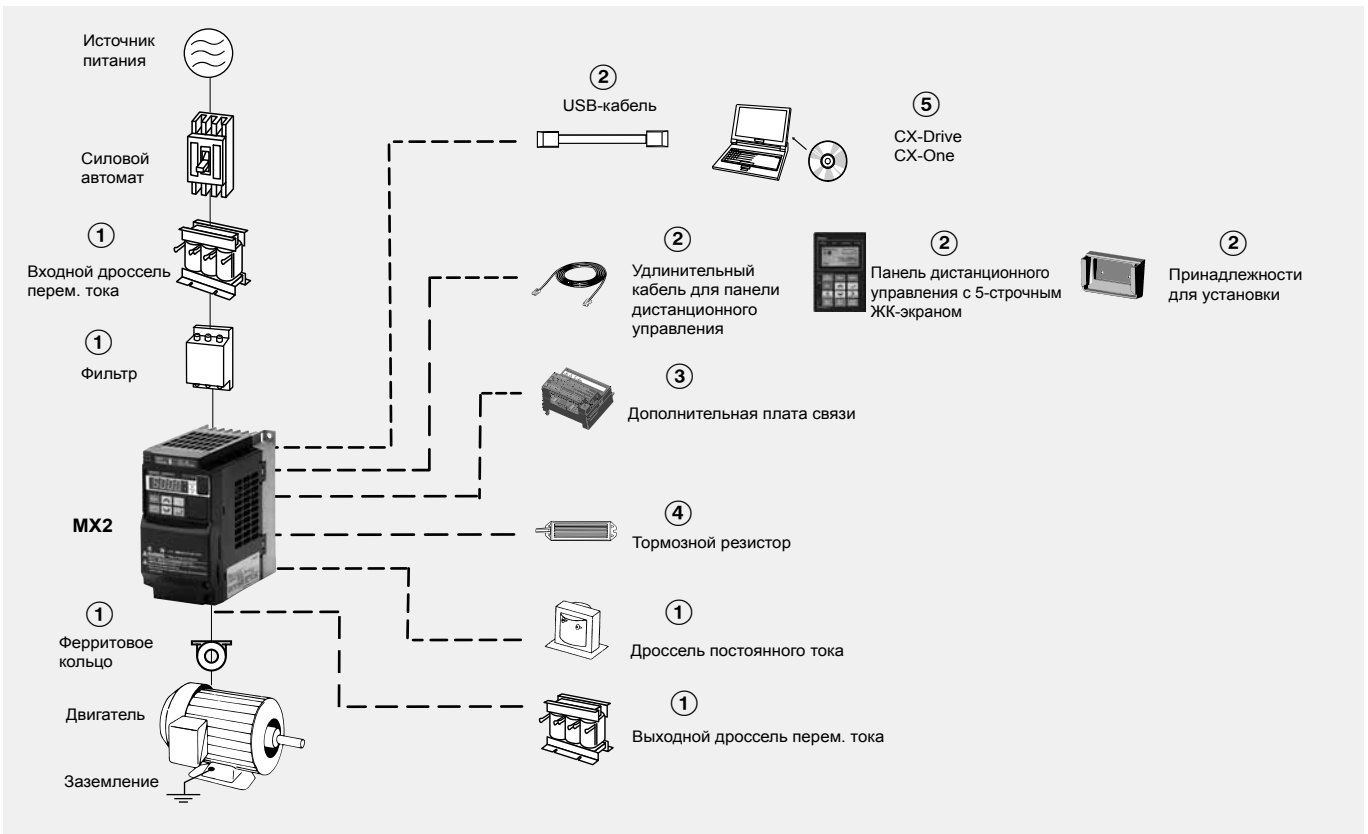 Источник
питания
Силовой
автомат
1
Входной дроссель
перем. тока
1
Фильтр
MX2
1
Ферритовое
кольцо
Двигатель
Заземление
2
USB-кабель
5
CX-Drive
CX-One
2
Удлинительный
кабель для панели
дистанционного
управления
2
Панель дистанционного
управления с 5-строчным
ЖК-экраном
2
Принадлежности
для установки
3
Дополнительная плата связи
4
Тормозной резистор
1
Дроссель постоянного тока
1
Выходной дроссель перем. тока